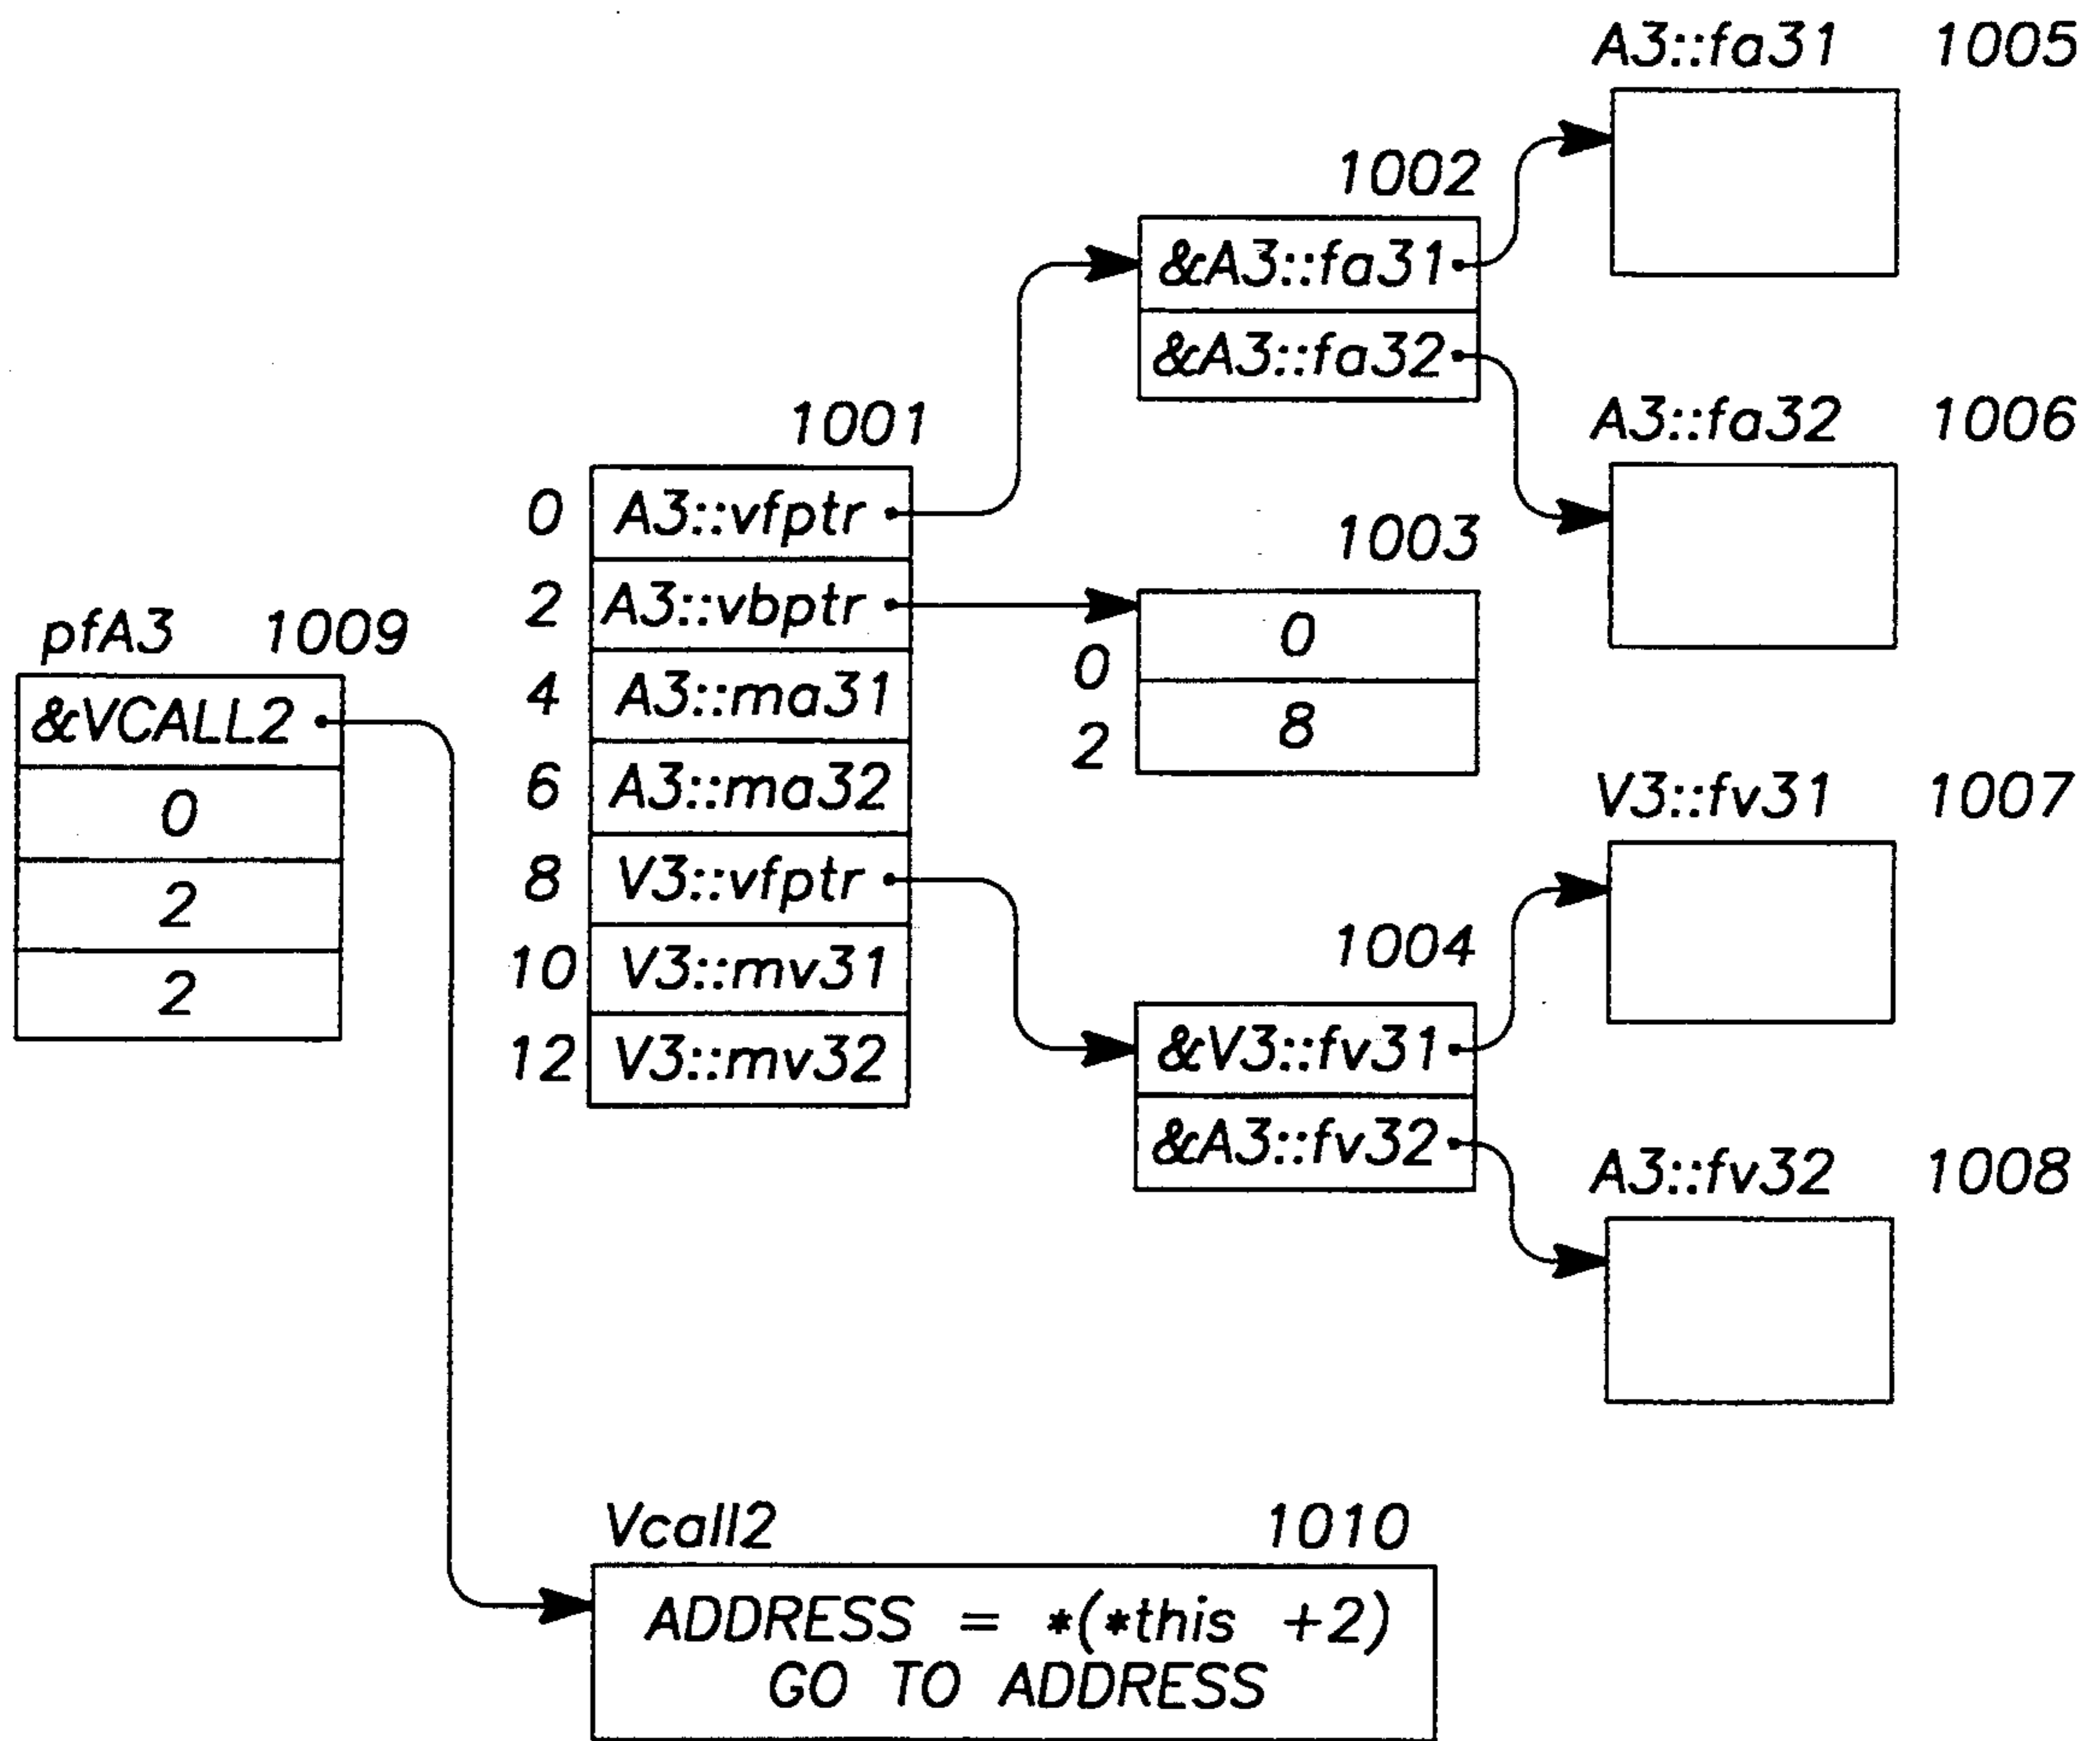 A3::fa31 1005
1002
&A3::fa31
&A3::fa32
A3::fa32 1006
1001
0 A3::vfptr
2 A3::vbptr
4 A3::ma31
6 A3::ma32
8 V3::vfptr
10 V3::mv31
12 V3::mv32
1003
0 0
2 8
pfA3 1009
&VCALL2
0
2
2
V3::fv31 1007
1004
&V3::fv31
&A3::fv32
A3::fv32 1008
Vcall2 1010
ADDRESS = *(*this +2)
GO TO ADDRESS